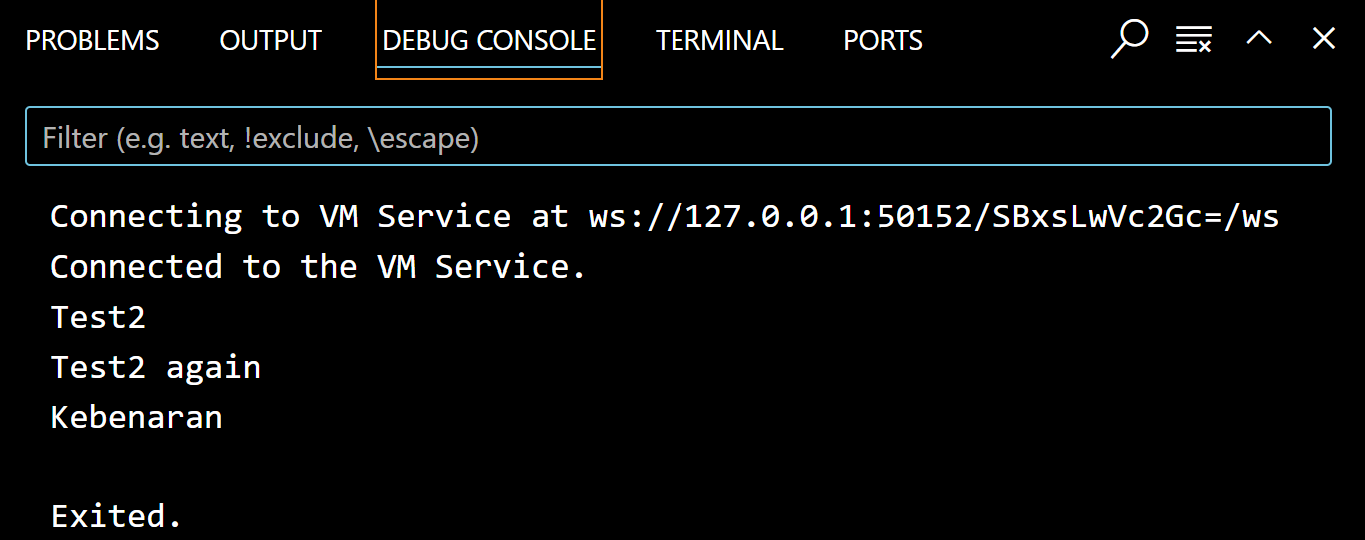 PROBLEMS OUTPUT DEBUG CONSOLE TERMINAL PORTS
Filter (e.g. text, !exclude, \escape)
Connecting to VM Service at ws://127.0.0.1:50152/SBxsLwVc2Gc=/ws
Connected to the VM Service.
Test2
Test2 again
Kebenaran
Exited.